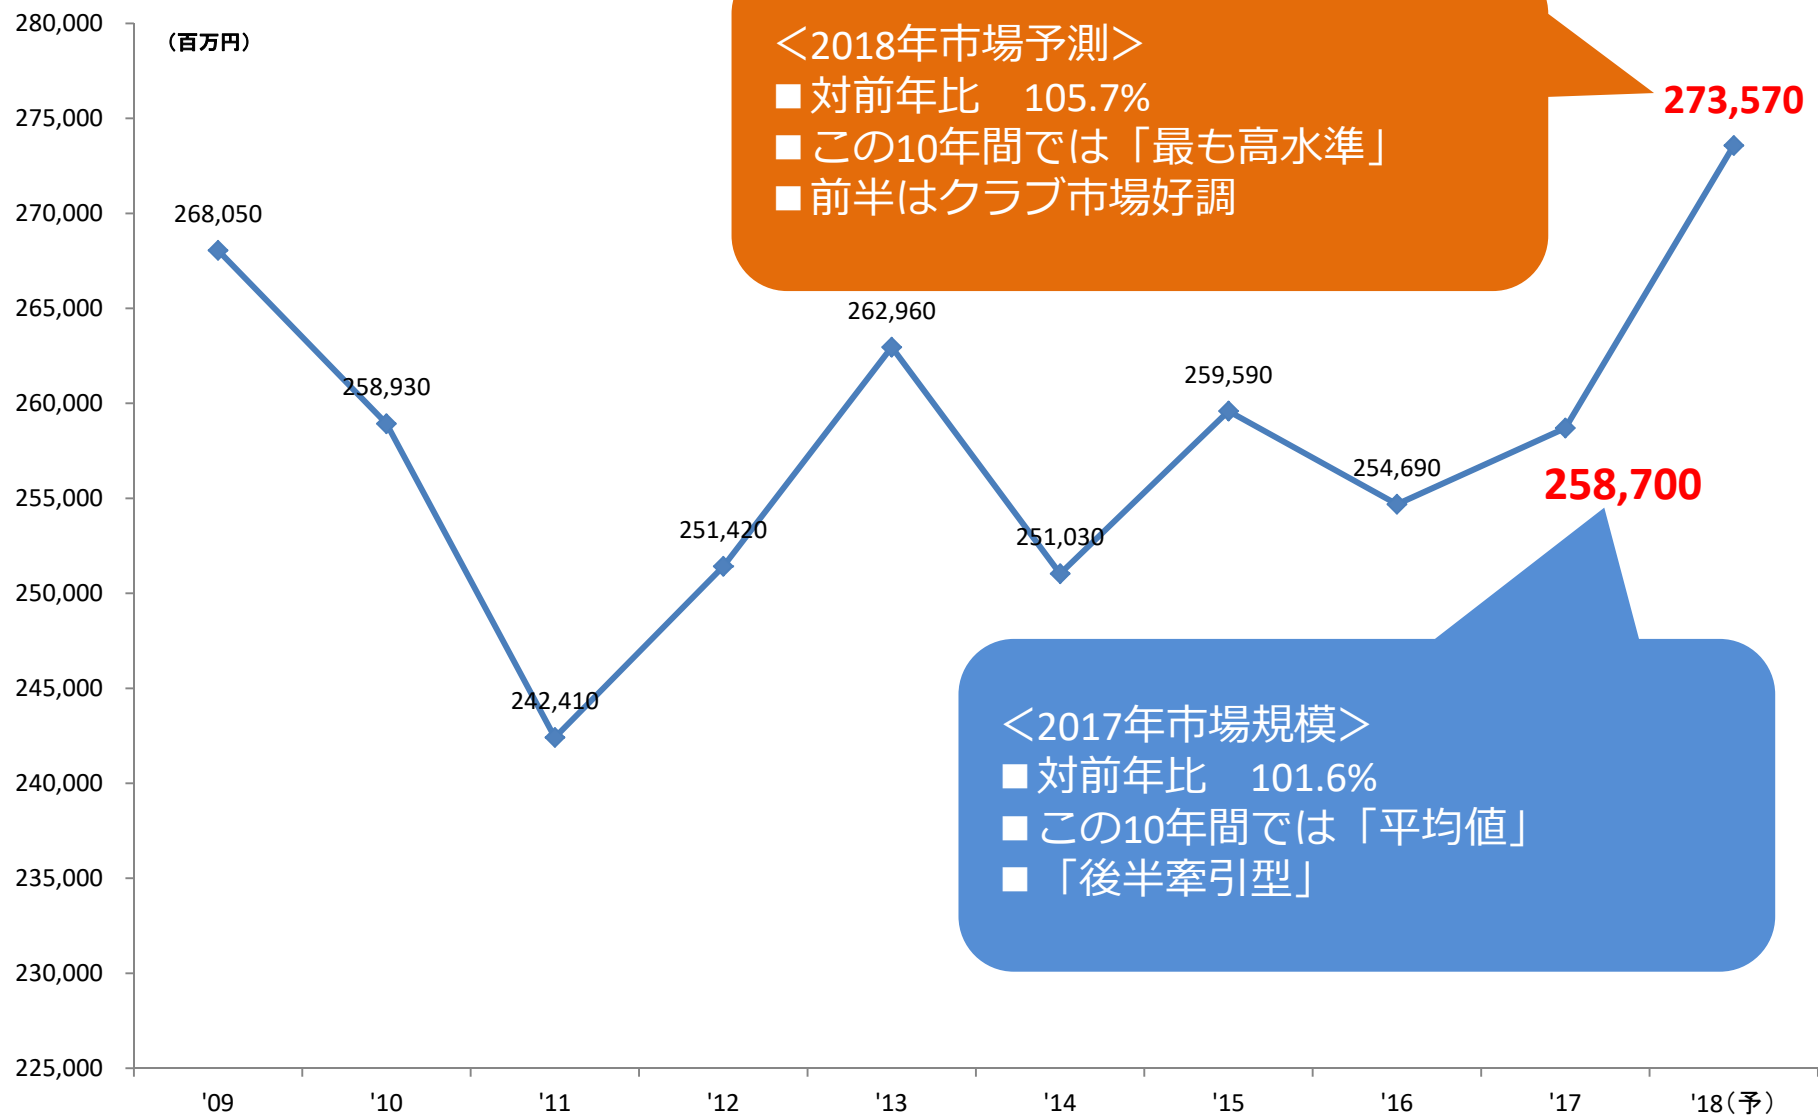 280,000
275,000
270,000
265,000
260,000
255,000
250,000
245,000
240,000
235,000
230,000
225,000
（百万円）
＜2018年市場予測＞
■ 対前年比　105.7%
■ この10年間では「最も高水準」
■ 前半はクラブ市場好調
273,570
268,050
258,930
242,410
251,420
262,960
251,030
259,590
254,690
258,700
＜2017年市場規模＞
■ 対前年比　101.6%
■ この10年間では「平均値」
■ 「後半牽引型」
'09 '10 '11 '12 '13 '14 '15 '16 '17 '18（予）